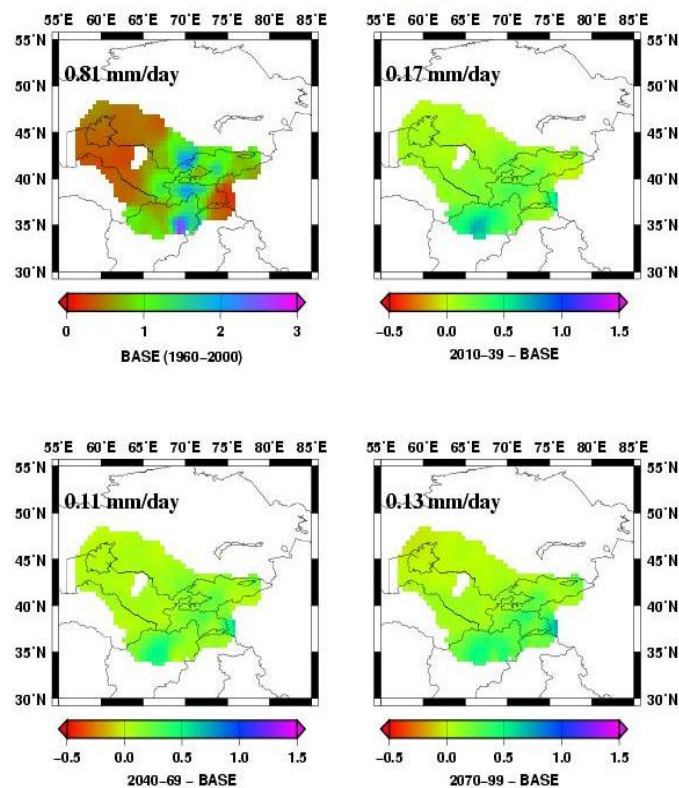 55°E 60°E 65°E 70°E 75°E 80°E 85°E
55°N
0.81 mm/day
50°N
45°N
40°N
35°N
30°N
0 1 2 3
BASE (1960-2000)
55°E 60°E 65°E 70°E 75°E 80°E 85°E
55°N
0.17 mm/day
50°N
45°N
40°N
35°N
30°N
-0.5 0.0 0.5 1.0 1.5
2010-39 - BASE
55°E 60°E 65°E 70°E 75°E 80°E 85°E
55°N
0.11 mm/day
50°N
45°N
40°N
35°N
30°N
-0.5 0.0 0.5 1.0 1.5
2040-69 - BASE
55°E 60°E 65°E 70°E 75°E 80°E 85°E
55°N
0.13 mm/day
50°N
45°N
40°N
35°N
30°N
-0.5 0.0 0.5 1.0 1.5
2070-99 - BASE